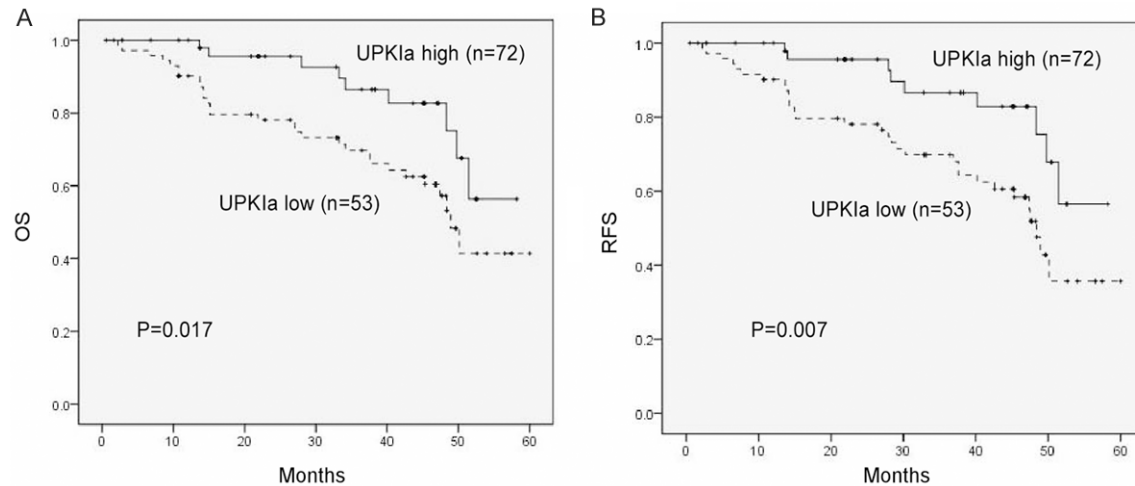 A
1.0
0.8
0.6
0.4
0.2
0.0
OS
UPKIa high (n=72)
UPKIa low (n=53)
P=0.017
0 10 20 30 40 50 60
Months
B
1.0
0.8
0.6
0.4
0.2
0.0
RFS
UPKIa high (n=72)
UPKIa low (n=53)
P=0.007
0 10 20 30 40 50 60
Months